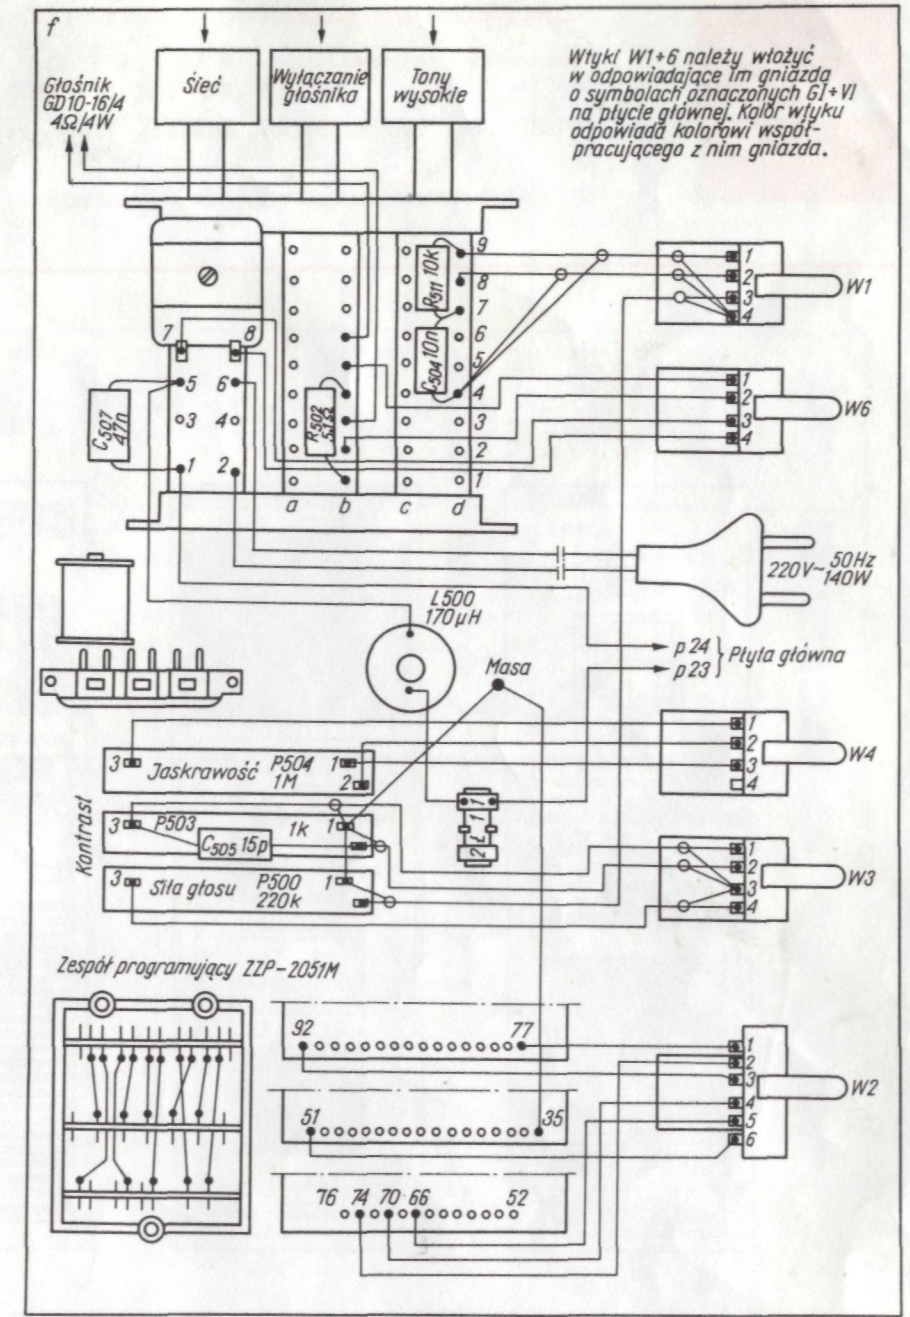 f
Głośnik
GD10-16/4
4Ω/4W
Sieć
Wyłączanie
głośnika
Tony
wysokie
Wtyki W1÷6 należy włożyć
w odpowiadające im gniazda
o symbolach oznaczonych GI÷VI
na płycie głównej. Kolor wtyku
odpowiada kolorowi współ-
pracującego z nim gniazda.
7 8
5 6
3 4
1 2
C507
47n
R502
a b c d
R511 10k
C504 10n
9
8
7
6
5
4
3
2
1
1
2
3
4
W1
1
2
3
4
W6
220V~ 50Hz
140W
L500
170μH
Masa
p24
p23
Płyta główna
1
2
3
4
W4
3 Jaskrawość P504 1
1M 2
Kontrast
3 P503 1k 1
C505 15p
3 Siła głosu P500 1
220k
1
1
2
1
2
3
4
W3
Zespół programujący ZZP-2051M
92 77
51 35
76 74 70 66 52
1
2
3
4
5
6
W2